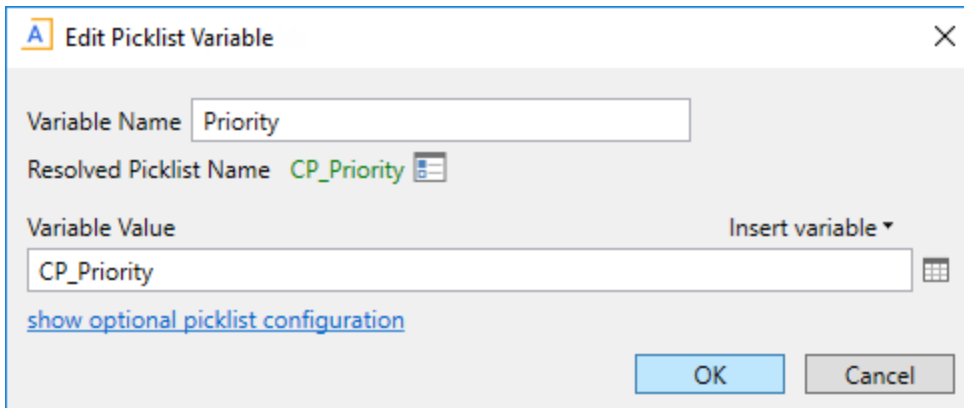 A Edit Picklist Variable
Variable Name Priority
Resolved Picklist Name CP_Priority
Variable Value Insert variable
CP_Priority
show optional picklist configuration
OK Cancel